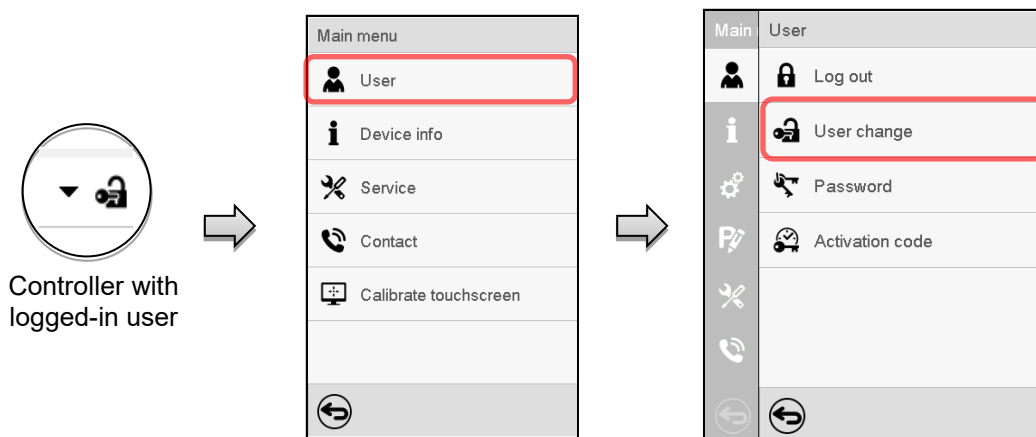 Controller with
logged-in user
Main menu
User
Device info
Service
Contact
Calibrate touchscreen
Main
User
Log out
User change
Password
Activation code